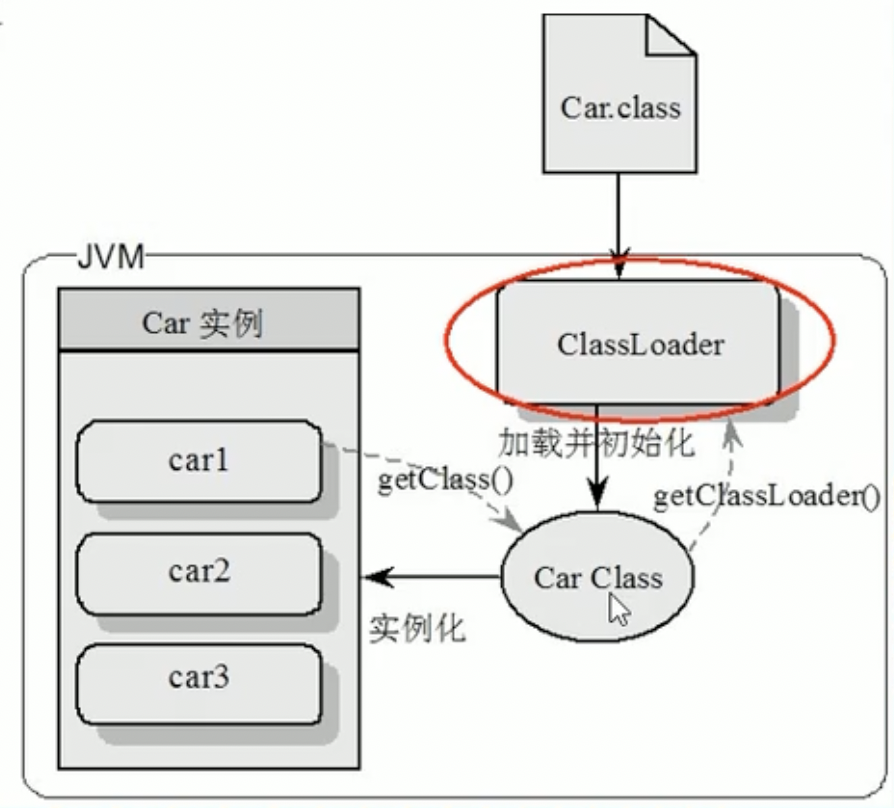 Car.class
JVM
Car 实例
ClassLoader
car1
加载并初始化
getClass()
getClassLoader()
car2
Car Class
实例化
car3